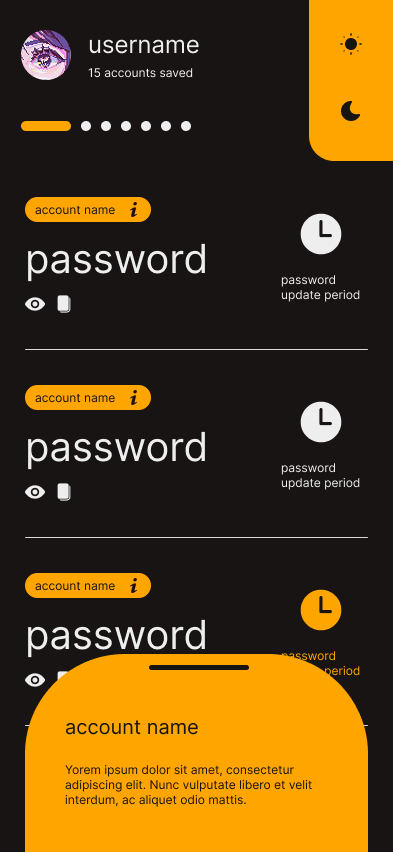 username
15 accounts saved
account name i
password
password
update period
account name i
password
password
update period
account name i
password
password
period
account name
Yorem ipsum dolor sit amet, consectetur
adipiscing elit. Nunc vulputate libero et velit
interdum, ac aliquet odio mattis.